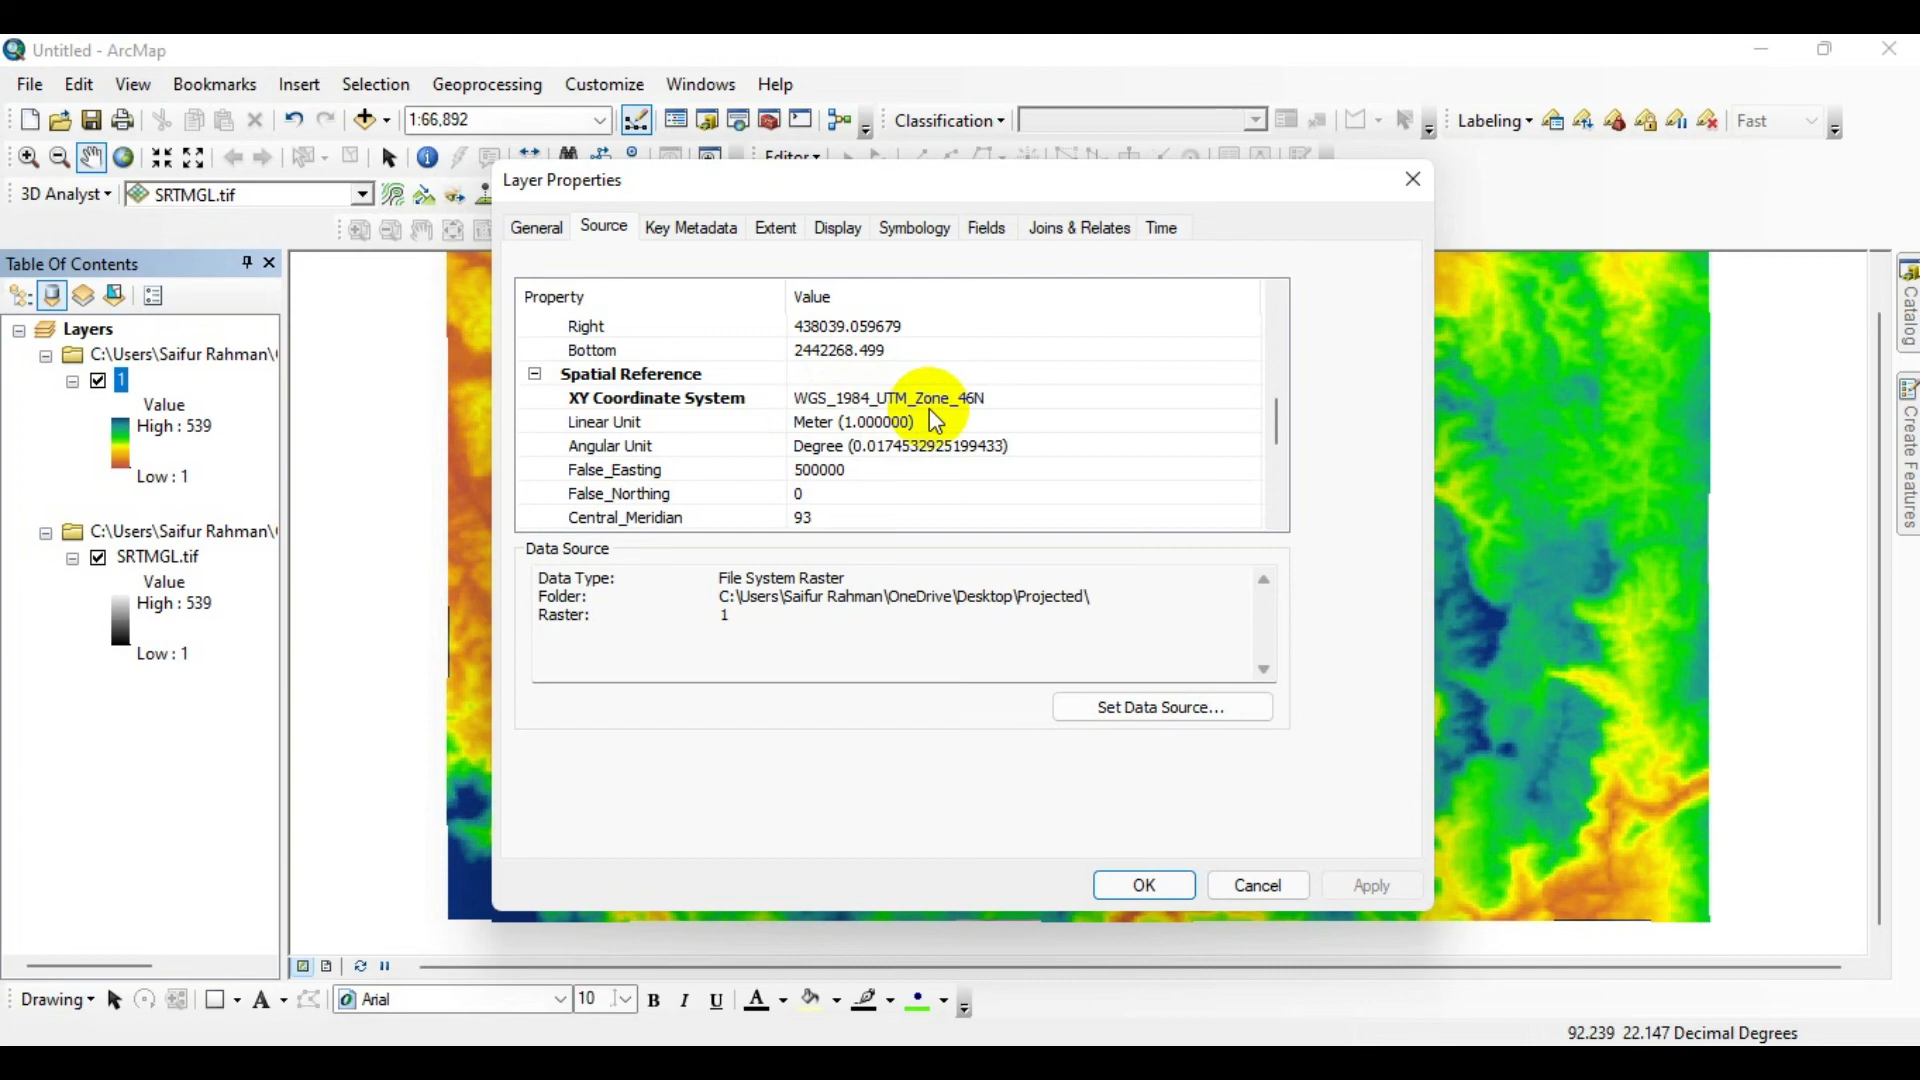 Untitled - ArcMap
File Edit View Bookmarks Insert Selection Geoprocessing Customize Windows Help
1:66,892 Classification Labeling Fast
Editor
3D Analyst SRTMGL.tif
Layer Properties
General Source Key Metadata Extent Display Symbology Fields Joins & Relates Time
Table Of Contents
Layers
C:\Users\Saifur Rahman\
1
Value
High : 539
Low : 1
C:\Users\Saifur Rahman\
SRTMGL.tif
Value
High : 539
Low : 1
Property Value
Right 438039.059679
Bottom 2442268.499
Spatial Reference
XY Coordinate System WGS_1984_UTM_Zone_46N
Linear Unit Meter (1.000000)
Angular Unit Degree (0.0174532925199433)
False_Easting 500000
False_Northing 0
Central_Meridian 93
Data Source
Data Type: File System Raster
Folder: C:\Users\Saifur Rahman\OneDrive\Desktop\Projected\
Raster: 1
Set Data Source...
OK Cancel Apply
Catalog
Create Features
Drawing A Arial 10 B I U A
92.239 22.147 Decimal Degrees